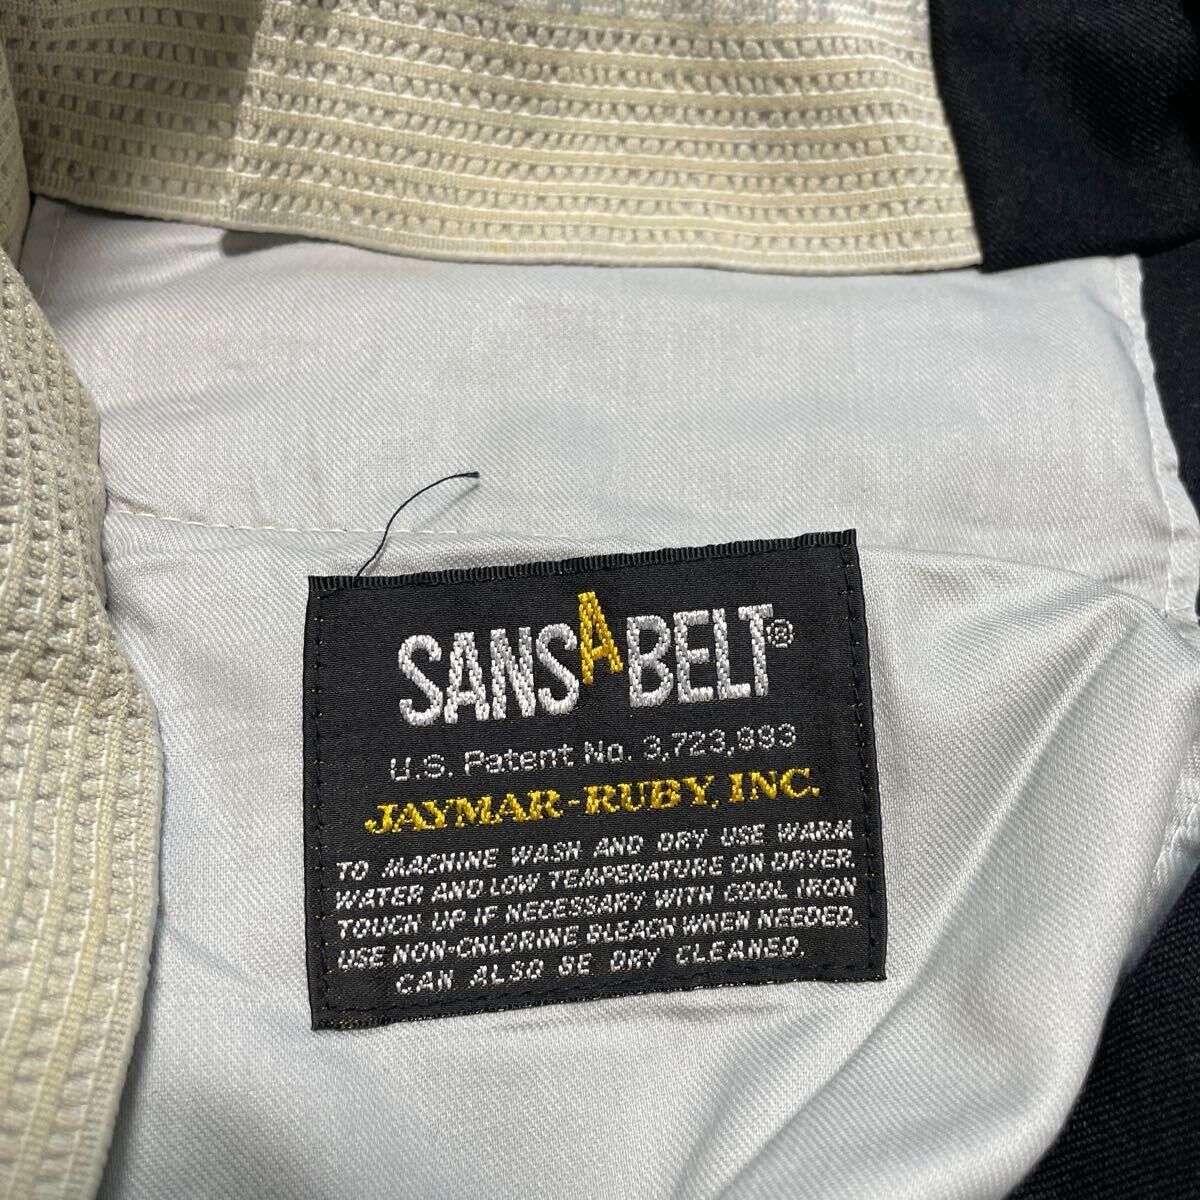 SANSABELT®
U.S. Patent No. 3,723,993
JAYMAR-RUBY, INC.
TO MACHINE WASH AND DRY USE WARM
WATER AND LOW TEMPERATURE ON DRYER.
TOUCH UP IF NECESSARY WITH COOL IRON
USE NON-CHLORINE BLEACH WHEN NEEDED.
CAN ALSO BE DRY CLEANED.